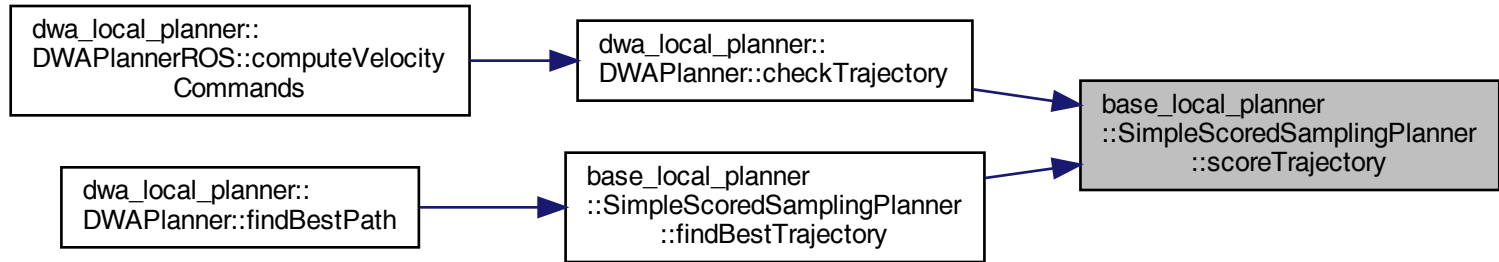 dwa_local_planner::
DWAPlannerROS::computeVelocity
Commands
dwa_local_planner::
DWAPlanner::checkTrajectory
base_local_planner
::SimpleScoredSamplingPlanner
::scoreTrajectory
dwa_local_planner::
DWAPlanner::findBestPath
base_local_planner
::SimpleScoredSamplingPlanner
::findBestTrajectory